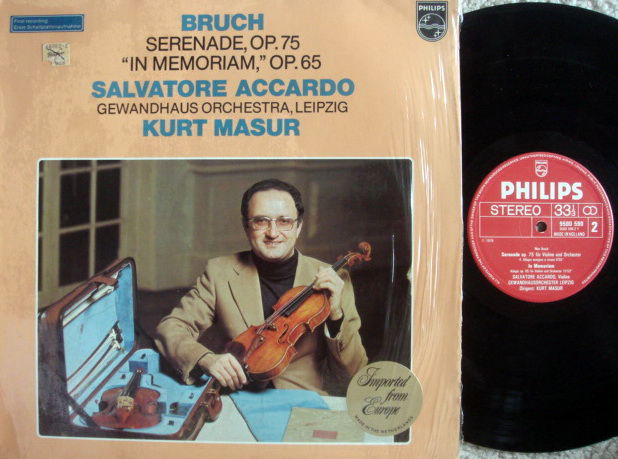 First recording
Erste Schallplattenaufnahme
BRUCH
SERENADE, OP. 75
“IN MEMORIAM,” OP. 65
SALVATORE ACCARDO
GEWANDHAUS ORCHESTRA, LEIPZIG
KURT MASUR
PHILIPS
Imported
from
Europe
MADE IN THE NETHERLANDS
PHILIPS
STEREO
33⅓
9500 590
MADE IN HOLLAND
2
Max Bruch
Serenade op. 75 für Violine und Orchester
In Memoriam
SALVATORE ACCARDO, Violine
GEWANDHAUSORCHESTER LEIPZIG
Dirigent: KURT MASUR